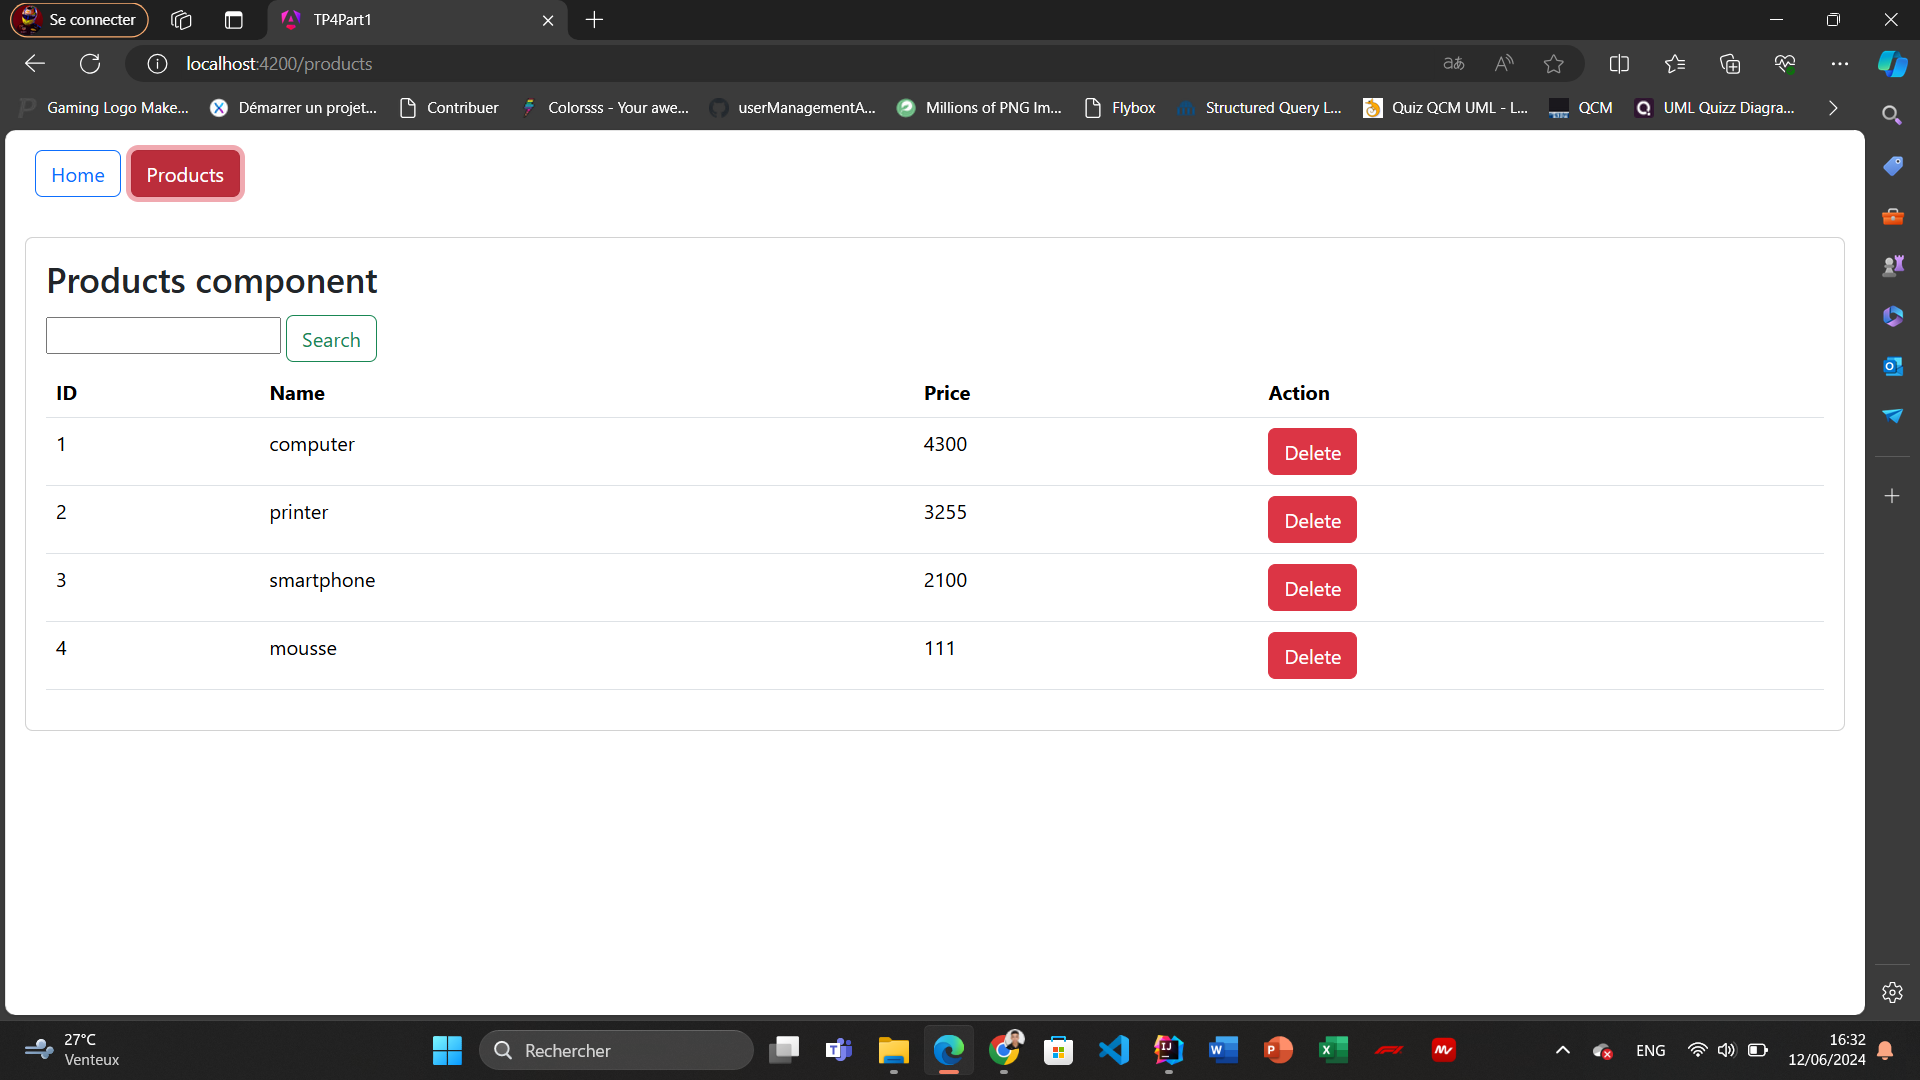 Se connecter
TP4Part1
localhost:4200/products
Gaming Logo Make... Démarrer un projet... Contribuer Colorsss - Your awe... userManagementA... Millions of PNG Im... Flybox Structured Query L... Quiz QCM UML - L... QCM UML Quizz Diagra...
Home Products
Products component
Search
ID Name Price Action
1 computer 4300 Delete
2 printer 3255 Delete
3 smartphone 2100 Delete
4 mousse 111 Delete
27°C
Venteux
Rechercher
ENG
16:32
12/06/2024